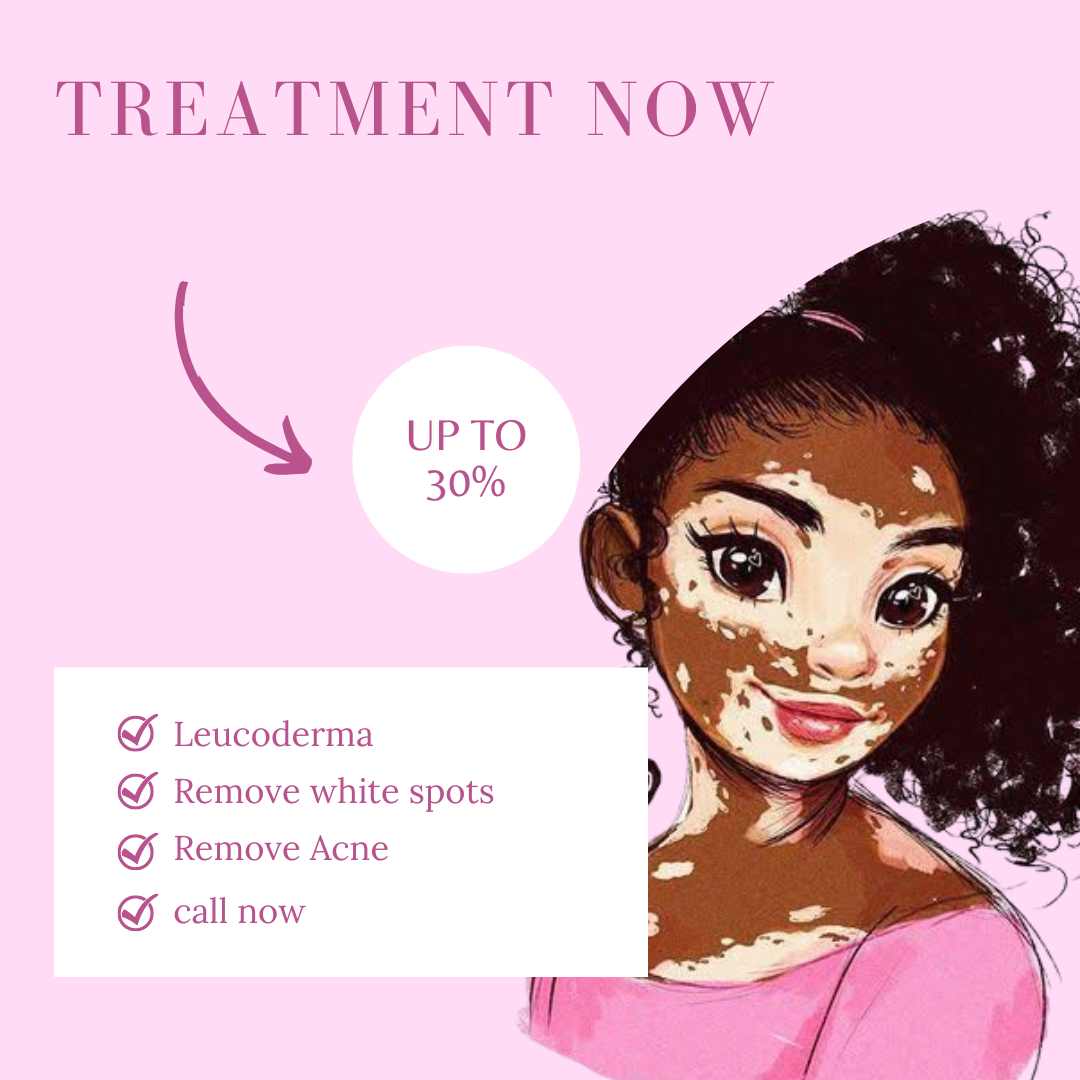 TREATMENT NOW
UP TO
30%
Leucoderma
Remove white spots
Remove Acne
call now